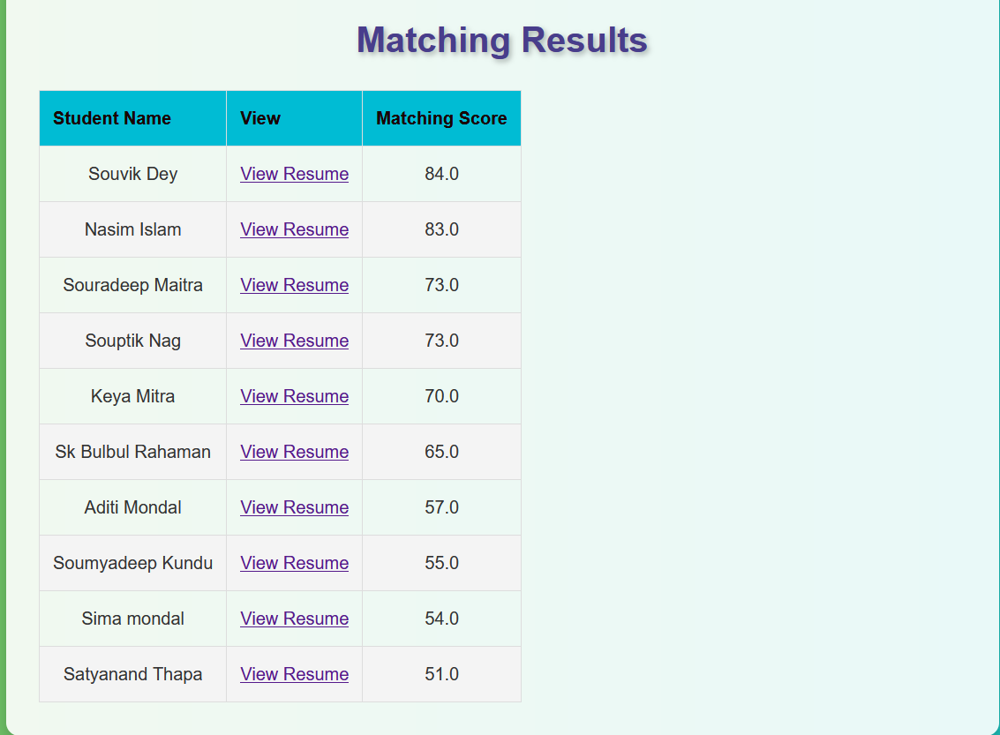 Matching Results
Student Name View Matching Score
Souvik Dey View Resume 84.0
Nasim Islam View Resume 83.0
Souradeep Maitra View Resume 73.0
Souptik Nag View Resume 73.0
Keya Mitra View Resume 70.0
Sk Bulbul Rahaman View Resume 65.0
Aditi Mondal View Resume 57.0
Soumyadeep Kundu View Resume 55.0
Sima mondal View Resume 54.0
Satyanand Thapa View Resume 51.0